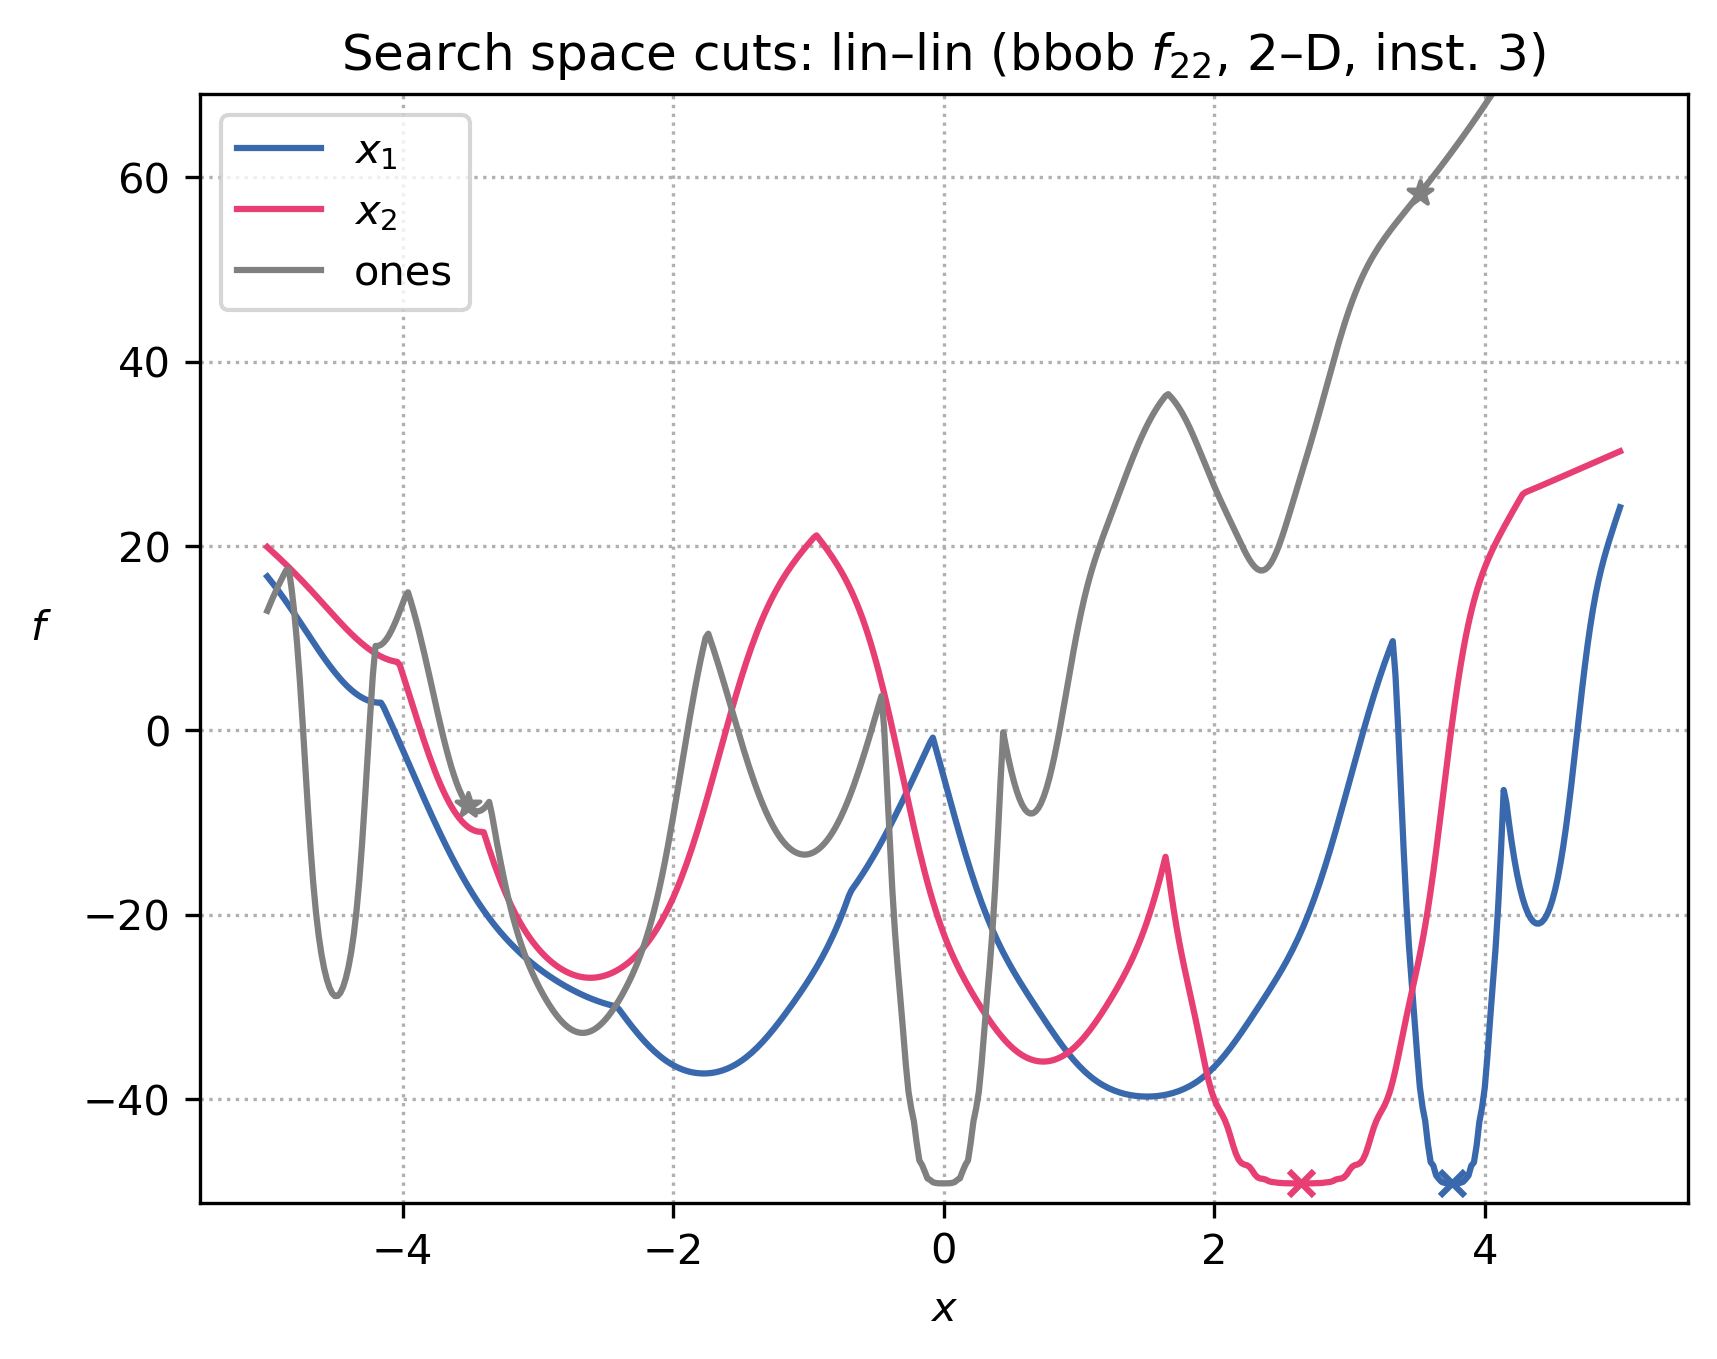 Search space cuts: lin–lin (bbob f₂₂, 2–D, inst. 3)
x₁
x₂
ones
60
40
20
0
−20
−40
f
−4
−2
0
2
4
x